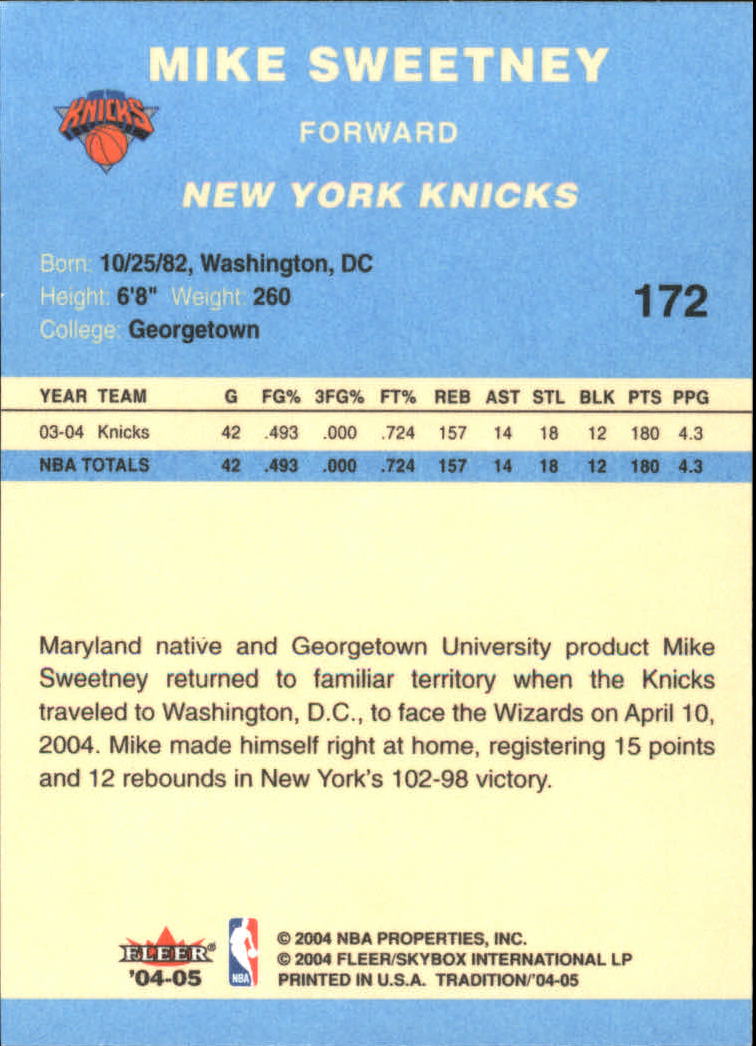 MIKE SWEETNEY
KNICKS
FORWARD
NEW YORK KNICKS
Born: 10/25/82, Washington, DC
Height: 6'8" Weight: 260
172
College: Georgetown
YEAR TEAM G FG% 3FG% FT% REB AST STL BLK PTS PPG
03-04 Knicks 42 .493 .000 .724 157 14 18 12 180 4.3
NBA TOTALS 42 .493 .000 .724 157 14 18 12 180 4.3
Maryland native and Georgetown University product Mike
Sweetney returned to familiar territory when the Knicks
traveled to Washington, D.C., to face the Wizards on April 10,
2004. Mike made himself right at home, registering 15 points
and 12 rebounds in New York's 102-98 victory.
FLEER®
'04-05
NBA
© 2004 NBA PROPERTIES, INC.
© 2004 FLEER/SKYBOX INTERNATIONAL LP
PRINTED IN U.S.A. TRADITION/'04-05